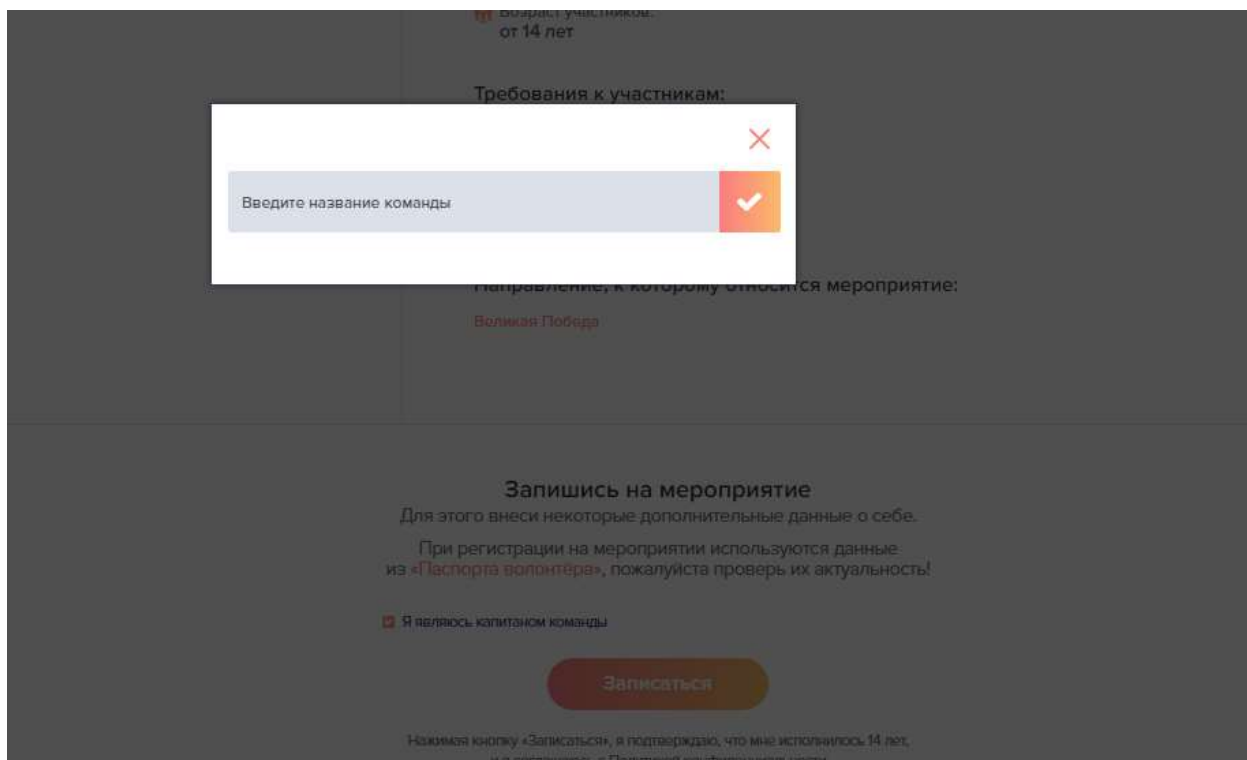 Возраст участников:
от 14 лет
Требования к участникам:
Введите название команды
Направление, к которому относится мероприятие:
Великая Победа
Запишись на мероприятие
Для этого внеси некоторые дополнительные данные о себе.
При регистрации на мероприятии используются данные
из «Паспорта волонтёра», пожалуйста проверь их актуальность!
Я являюсь капитаном команды
Записаться
Нажимая кнопку «Записаться», я подтверждаю, что мне исполнилось 14 лет,